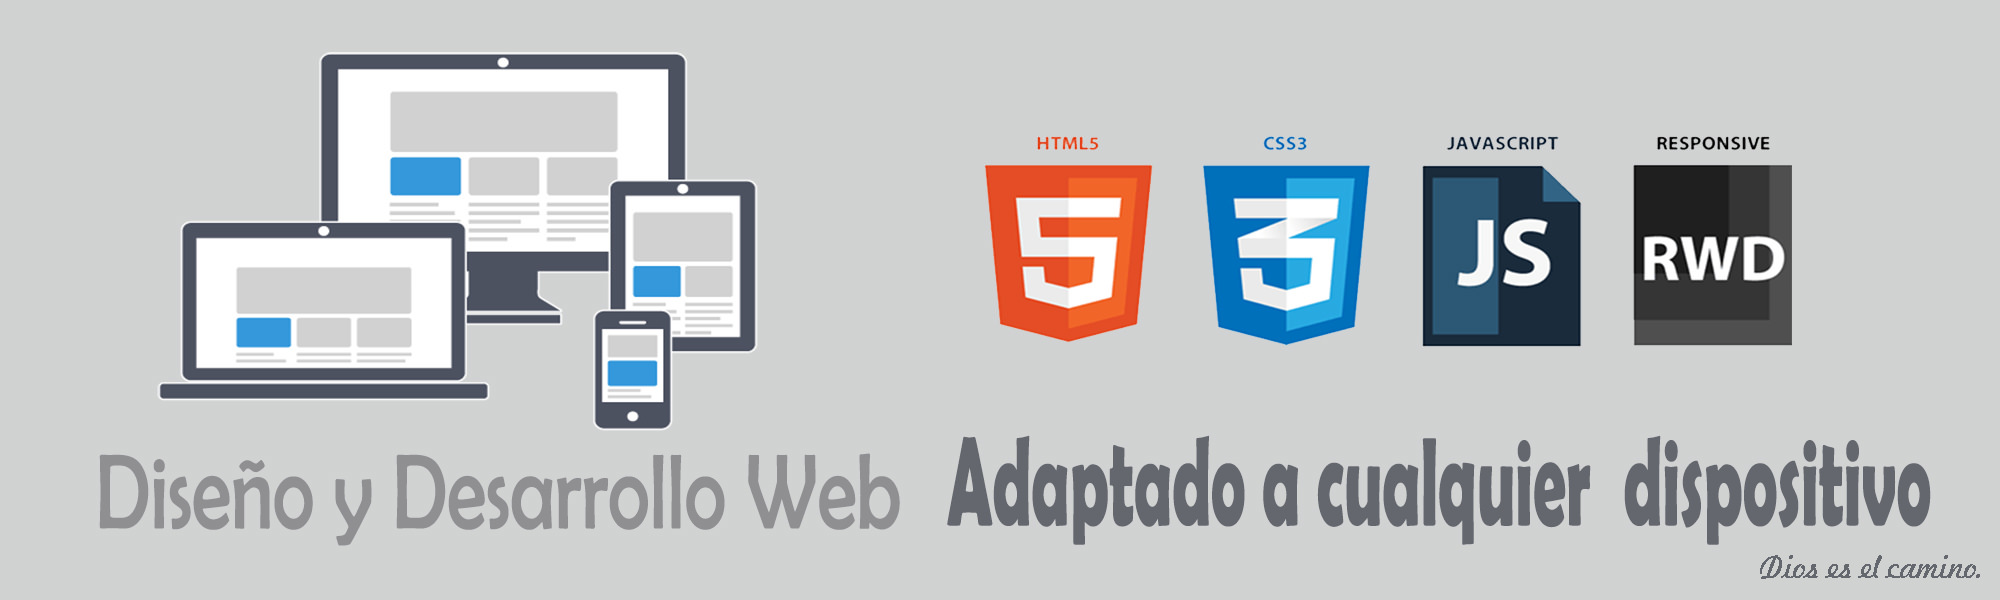 HTML5
CSS3
JAVASCRIPT
RESPONSIVE
5
3
JS
RWD
Diseño y Desarrollo Web
Adaptado a cualquier dispositivo
Dios es el camino.